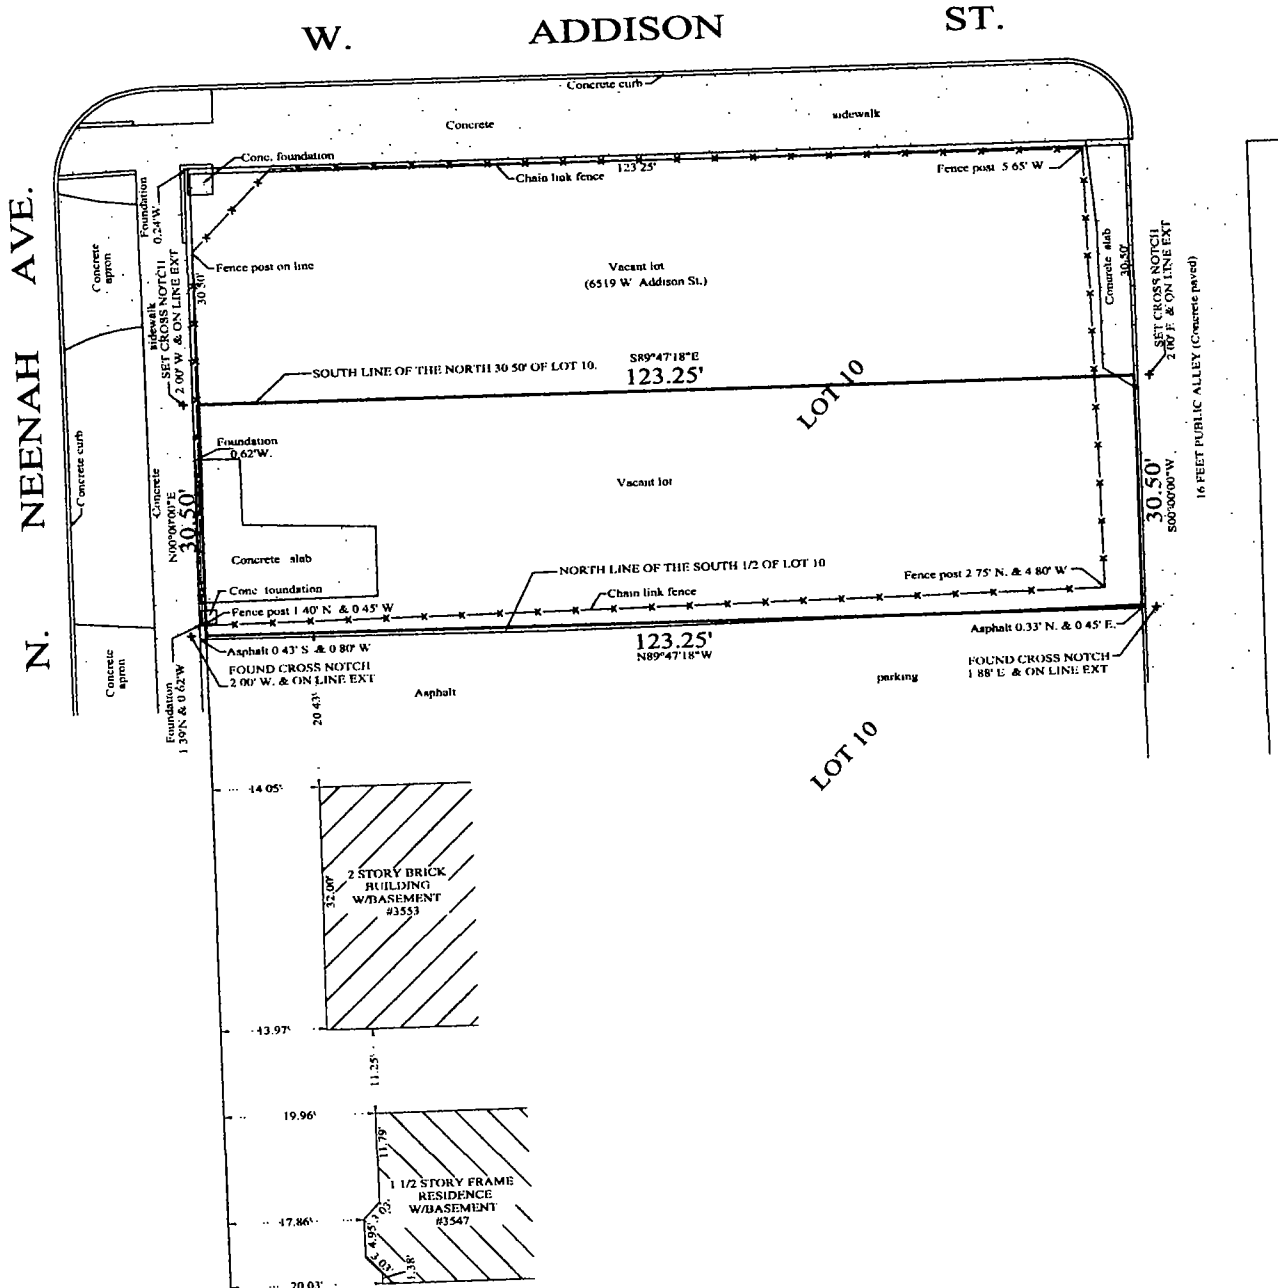 W. ADDISON ST.
Concrete curb
Concrete sidewalk
Conc. foundation
Chain link fence
123 25'
Fence post 5 65' W
Foundation
0.24'W.
N. NEENAH AVE.
Concrete
apron
Fence post on line
30 50'
Vacant lot
(6519 W Addison St.)
Concrete slab
30.50'
SET CROSS NOTCH
2 00' W & ON LINE EXT
SET CROSS NOTCH
2 00' E & ON LINE EXT
16 FEET PUBLIC ALLEY (Concrete paved)
sidewalk
SOUTH LINE OF THE NORTH 30 50' OF LOT 10.
S89°47'18"E
123.25'
LOT 10
Foundation
0.62'W.
Vacant lot
Concrete curb
Concrete
N00°00'00"E
30.50'
30.50'
S00°00'00"W
Concrete slab
NORTH LINE OF THE SOUTH 1/2 OF LOT 10
Fence post 2 75' N. & 4 80' W
Conc foundation
Chain link fence
Fence post 1 40' N & 0 45' W
Asphalt 0 43' S & 0 80' W
123.25'
N89°47'18"W
Asphalt 0.33' N. & 0 45' E.
FOUND CROSS NOTCH
2 00' W. & ON LINE EXT
FOUND CROSS NOTCH
1 88' E & ON LINE EXT
Concrete
apron
Foundation
1 39'N & 0 62'W
20 43'
Asphalt parking
LOT 10
14 05'
32.00'
2 STORY BRICK
BUILDING
W/BASEMENT
#3553
13.97'
11.25'
19.96'
11.79'
1 1/2 STORY FRAME
RESIDENCE
W/BASEMENT
#3547
3 03'
17.86'
4.95'
3 03'
1.38'
20 03'